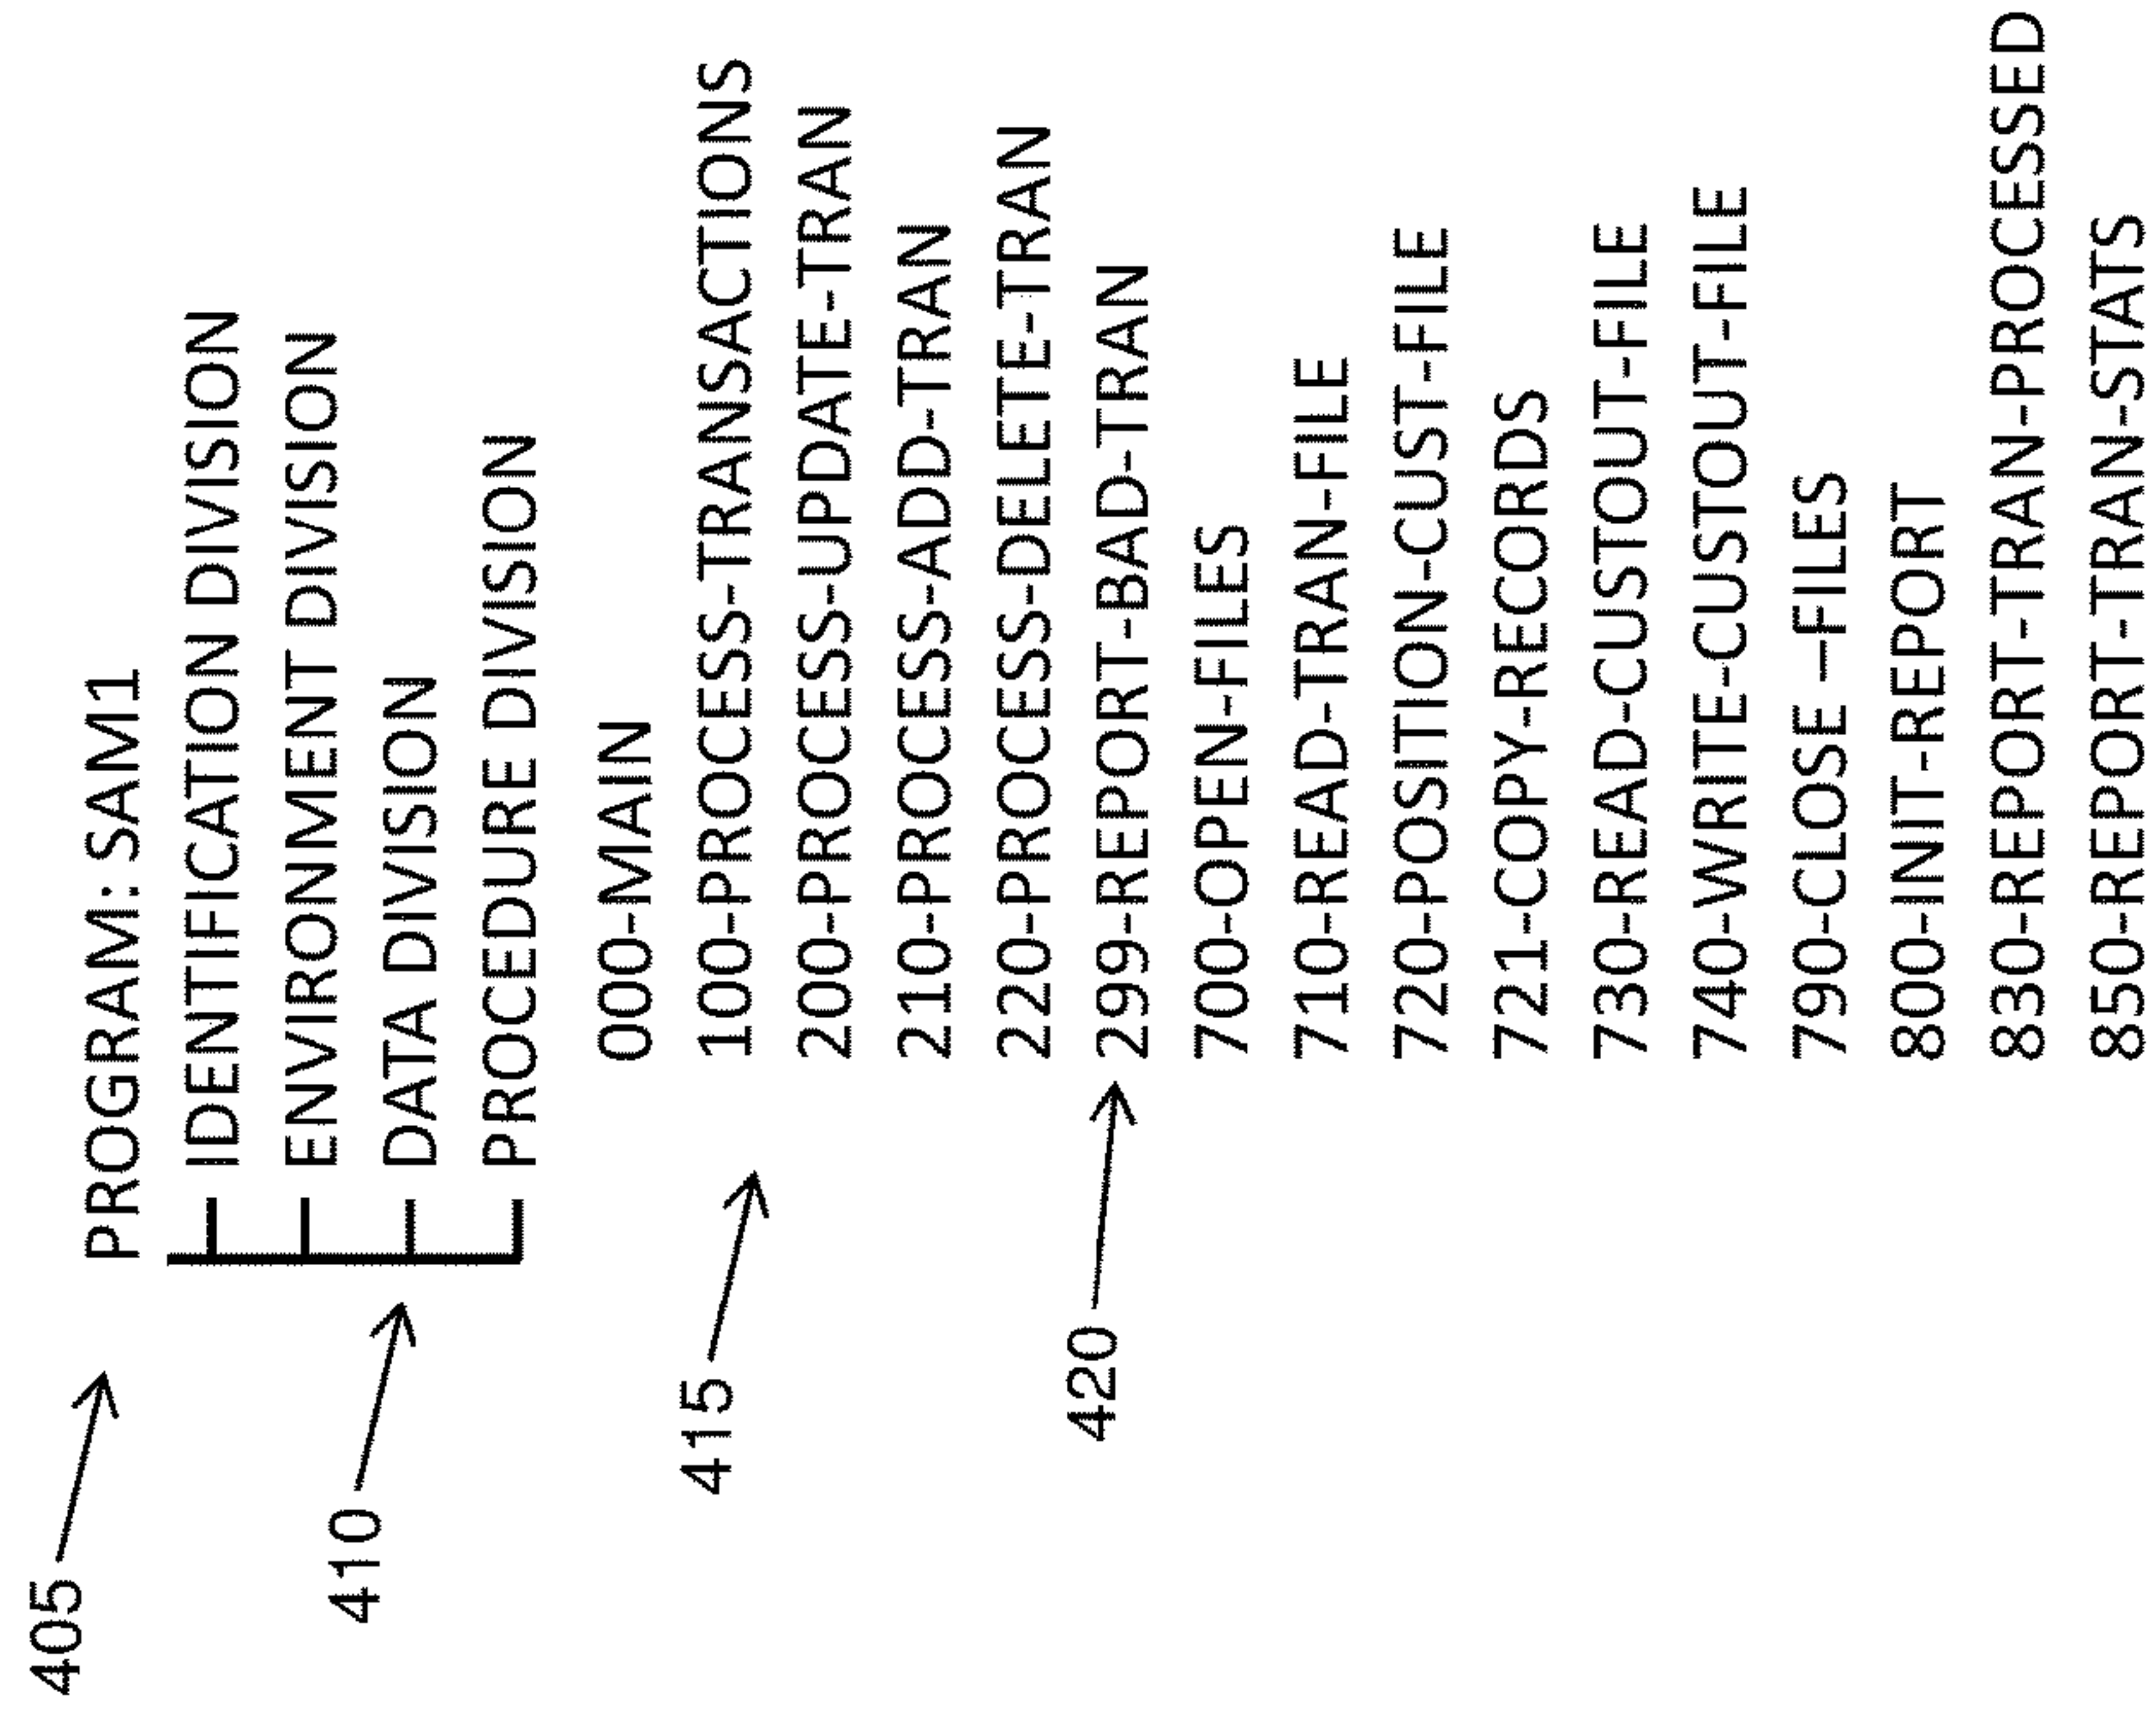 405
PROGRAM: SAM1
410
IDENTIFICATION DIVISION
ENVIRONMENT DIVISION
DATA DIVISION
PROCEDURE DIVISION
000-MAIN
415
100-PROCESS-TRANSACTIONS
200-PROCESS-UPDATE-TRAN
210-PROCESS-ADD-TRAN
220-PROCESS-DELETE-TRAN
420
299-REPORT-BAD-TRAN
700-OPEN-FILES
710-READ-TRAN-FILE
720-POSITION-CUST-FILE
721-COPY-RECORDS
730-READ-CUSTOUT-FILE
740-WRITE-CUSTOUT-FILE
790-CLOSE –FILES
800-INIT-REPORT
830-REPORT-TRAN-PROCESSED
850-REPORT-TRAN-STATS